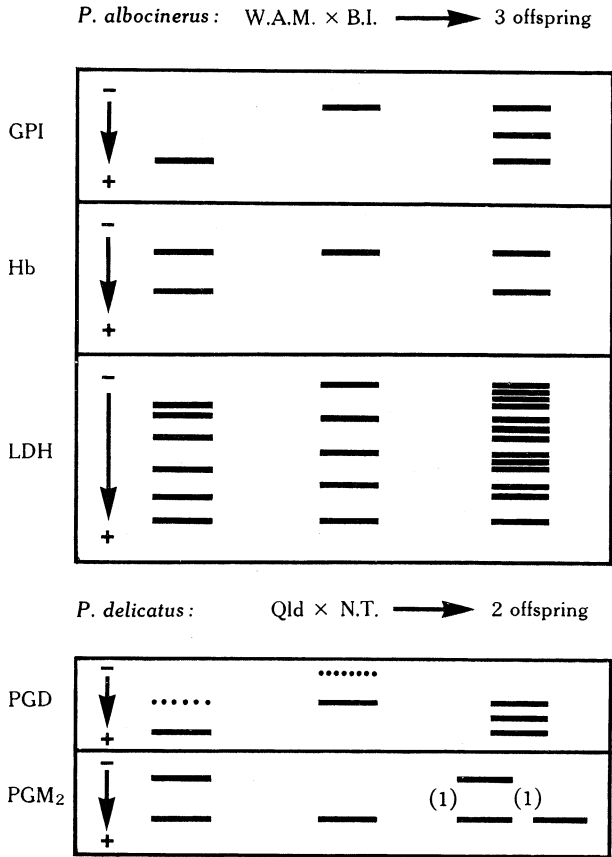 P. albocinerus: W.A.M. × B.I. → 3 offspring
−
GPI
+
−
Hb
+
−
LDH
+
P. delicatus: Qld × N.T. → 2 offspring
−
PGD
+
−
PGM₂ (1) (1)
+